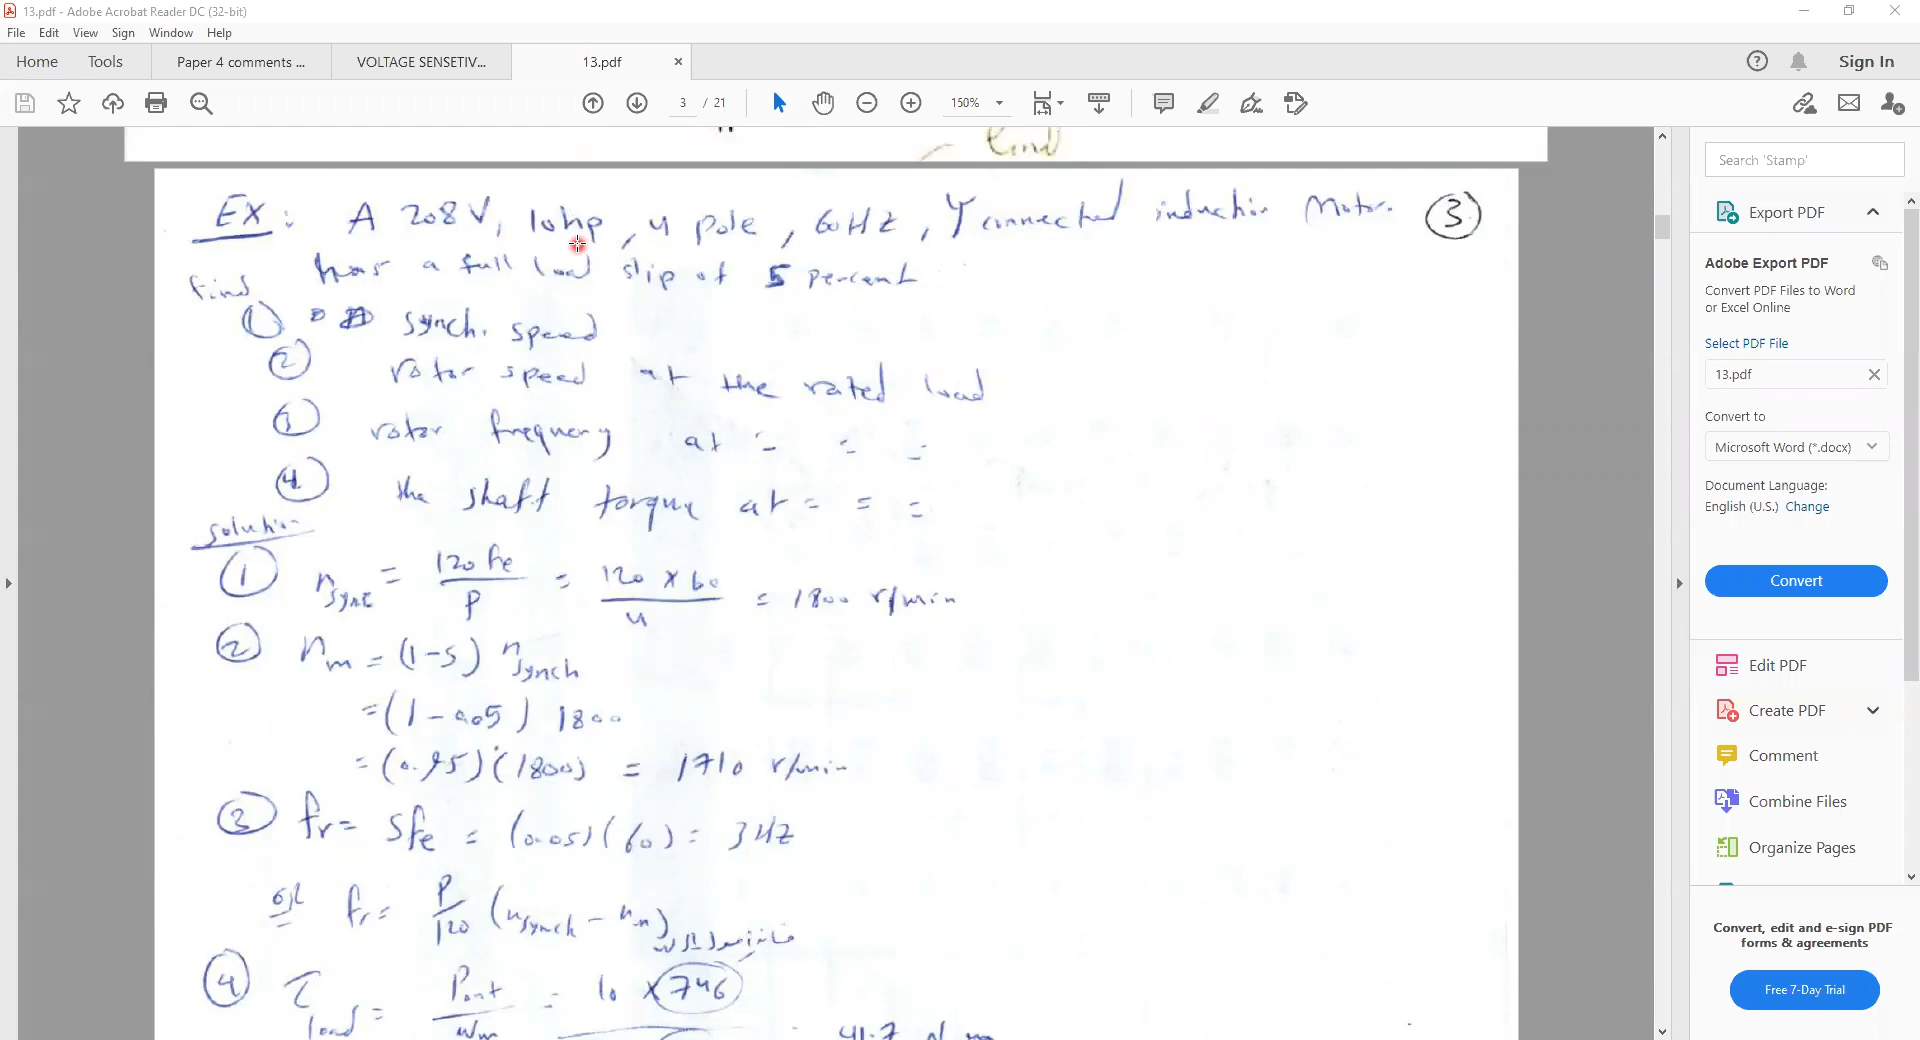 13.pdf - Adobe Acrobat Reader DC (32-bit)
File Edit View Sign Window Help
Home Tools Paper 4 comments ... VOLTAGE SENSETIV... 13.pdf × Sign In
3 / 21 150%
EX: A 208 V, 10hp, 4 pole, 60HZ, Y connected induction Motor. 3
find has a full load slip of 5 percent
1 synch. speed
2 rotor speed at the rated load
3 rotor frequency at = = =
4 the shaft torque at = = =
solution
1 nsync = 120 fe / P = 120 x 60 / 4 = 1800 r/min
2 nm = (1-s) nsynch
= (1 - 0.05) 1800
= (0.95)(1800) = 1710 r/min
3 fr = sfe = (0.05)(60) = 3 HZ
or fr = P/120 (nsynch - nm)
4 τload = Pout / wm = 10 x 746
41.7 N.m
Search 'Stamp'
Export PDF
Adobe Export PDF
Convert PDF Files to Word
or Excel Online
Select PDF File
13.pdf ×
Convert to
Microsoft Word (*.docx)
Document Language:
English (U.S.) Change
Convert
Edit PDF
Create PDF
Comment
Combine Files
Organize Pages
Convert, edit and e-sign PDF
forms & agreements
Free 7-Day Trial